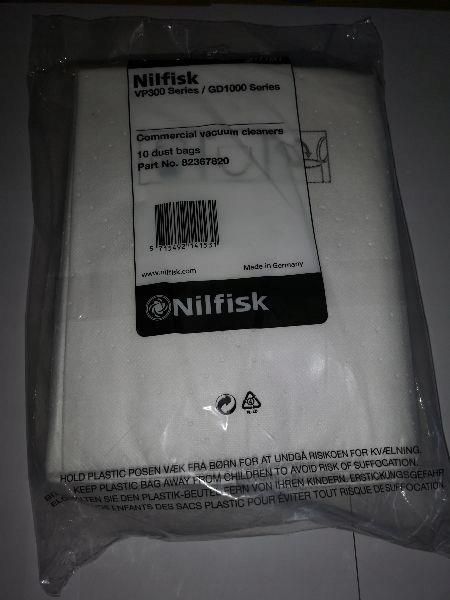 Nilfisk
VP300 Series / GD1000 Series
Commercial vacuum cleaners
10 dust bags
Part No. 82367820
5 715492 141531
www.nilfisk.com
Made in Germany
Nilfisk
HOLD PLASTIC POSEN VÆK FRA BØRN FOR AT UNDGÅ RISIKOEN FOR KVÆLNING.
KEEP PLASTIC BAG AWAY FROM CHILDREN TO AVOID RISK OF SUFFOCATION.
SIE DEN PLASTIK-BEUTEL FERN VON IHREN KINDERN. ERSTICKUNGSGEFAHR
ENFANTS DES SACS PLASTIC POUR ÉVITER TOUT RISQUE DE SUFFOCATION